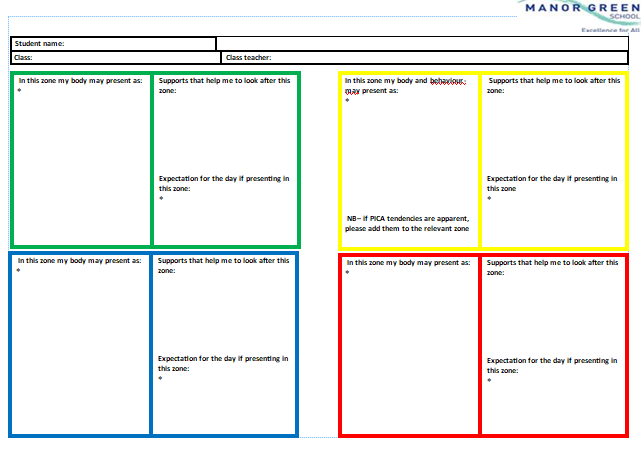 MANOR GREEN
SCHOOL
Excellence for All
Student name:
Class:
Class teacher:
In this zone my body may present as:
*
Supports that help me to look after this
zone:
Expectation for the day if presenting in
this zone:
*
In this zone my body and behaviour
may present as:
*
NB– if PICA tendencies are apparent,
please add them to the relevant zone
Supports that help me to look after this
zone:
Expectation for the day if presenting in
this zone
*
In this zone my body may present as:
*
Supports that help me to look after this
zone:
Expectation for the day if presenting in
this zone:
*
In this zone my body may present as:
*
Supports that help me to look after this
zone:
Expectation for the day if presenting in
this zone:
*